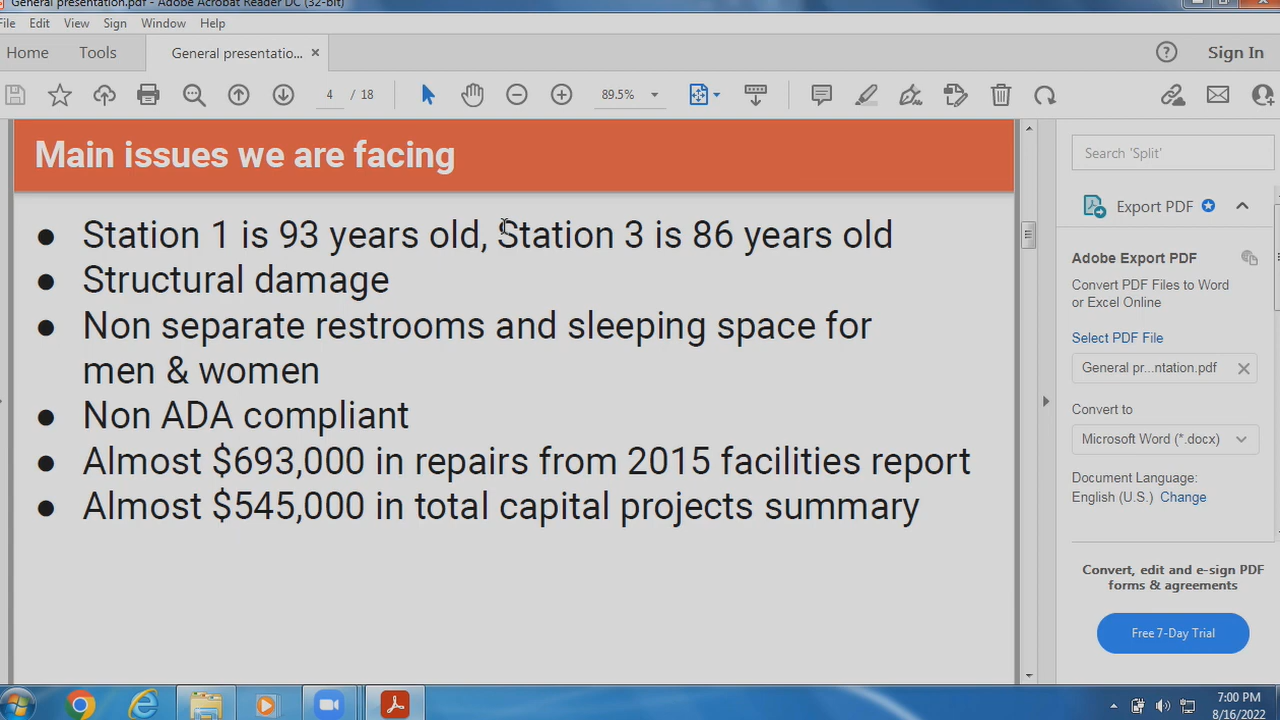 General presentation.pdf - Adobe Acrobat Reader DC (32-bit)
File Edit View Sign Window Help
Home Tools General presentatio... × Sign In
4 / 18 89.5%
Main issues we are facing
● Station 1 is 93 years old, Station 3 is 86 years old
● Structural damage
● Non separate restrooms and sleeping space for
men & women
● Non ADA compliant
● Almost $693,000 in repairs from 2015 facilities report
● Almost $545,000 in total capital projects summary
Search 'Split'
Export PDF
Adobe Export PDF
Convert PDF Files to Word
or Excel Online
Select PDF File
General pr...ntation.pdf
Convert to
Microsoft Word (*.docx)
Document Language:
English (U.S.) Change
Convert, edit and e-sign PDF
forms & agreements
Free 7-Day Trial
7:00 PM
8/16/2022